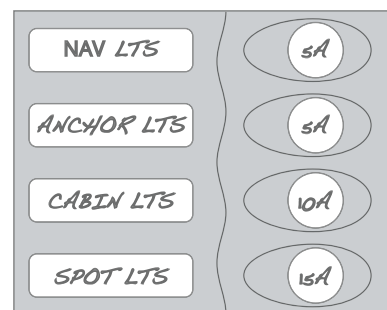 NAV LTS 5A
ANCHOR LTS 5A
CABIN LTS 10A
SPOT LTS 15A